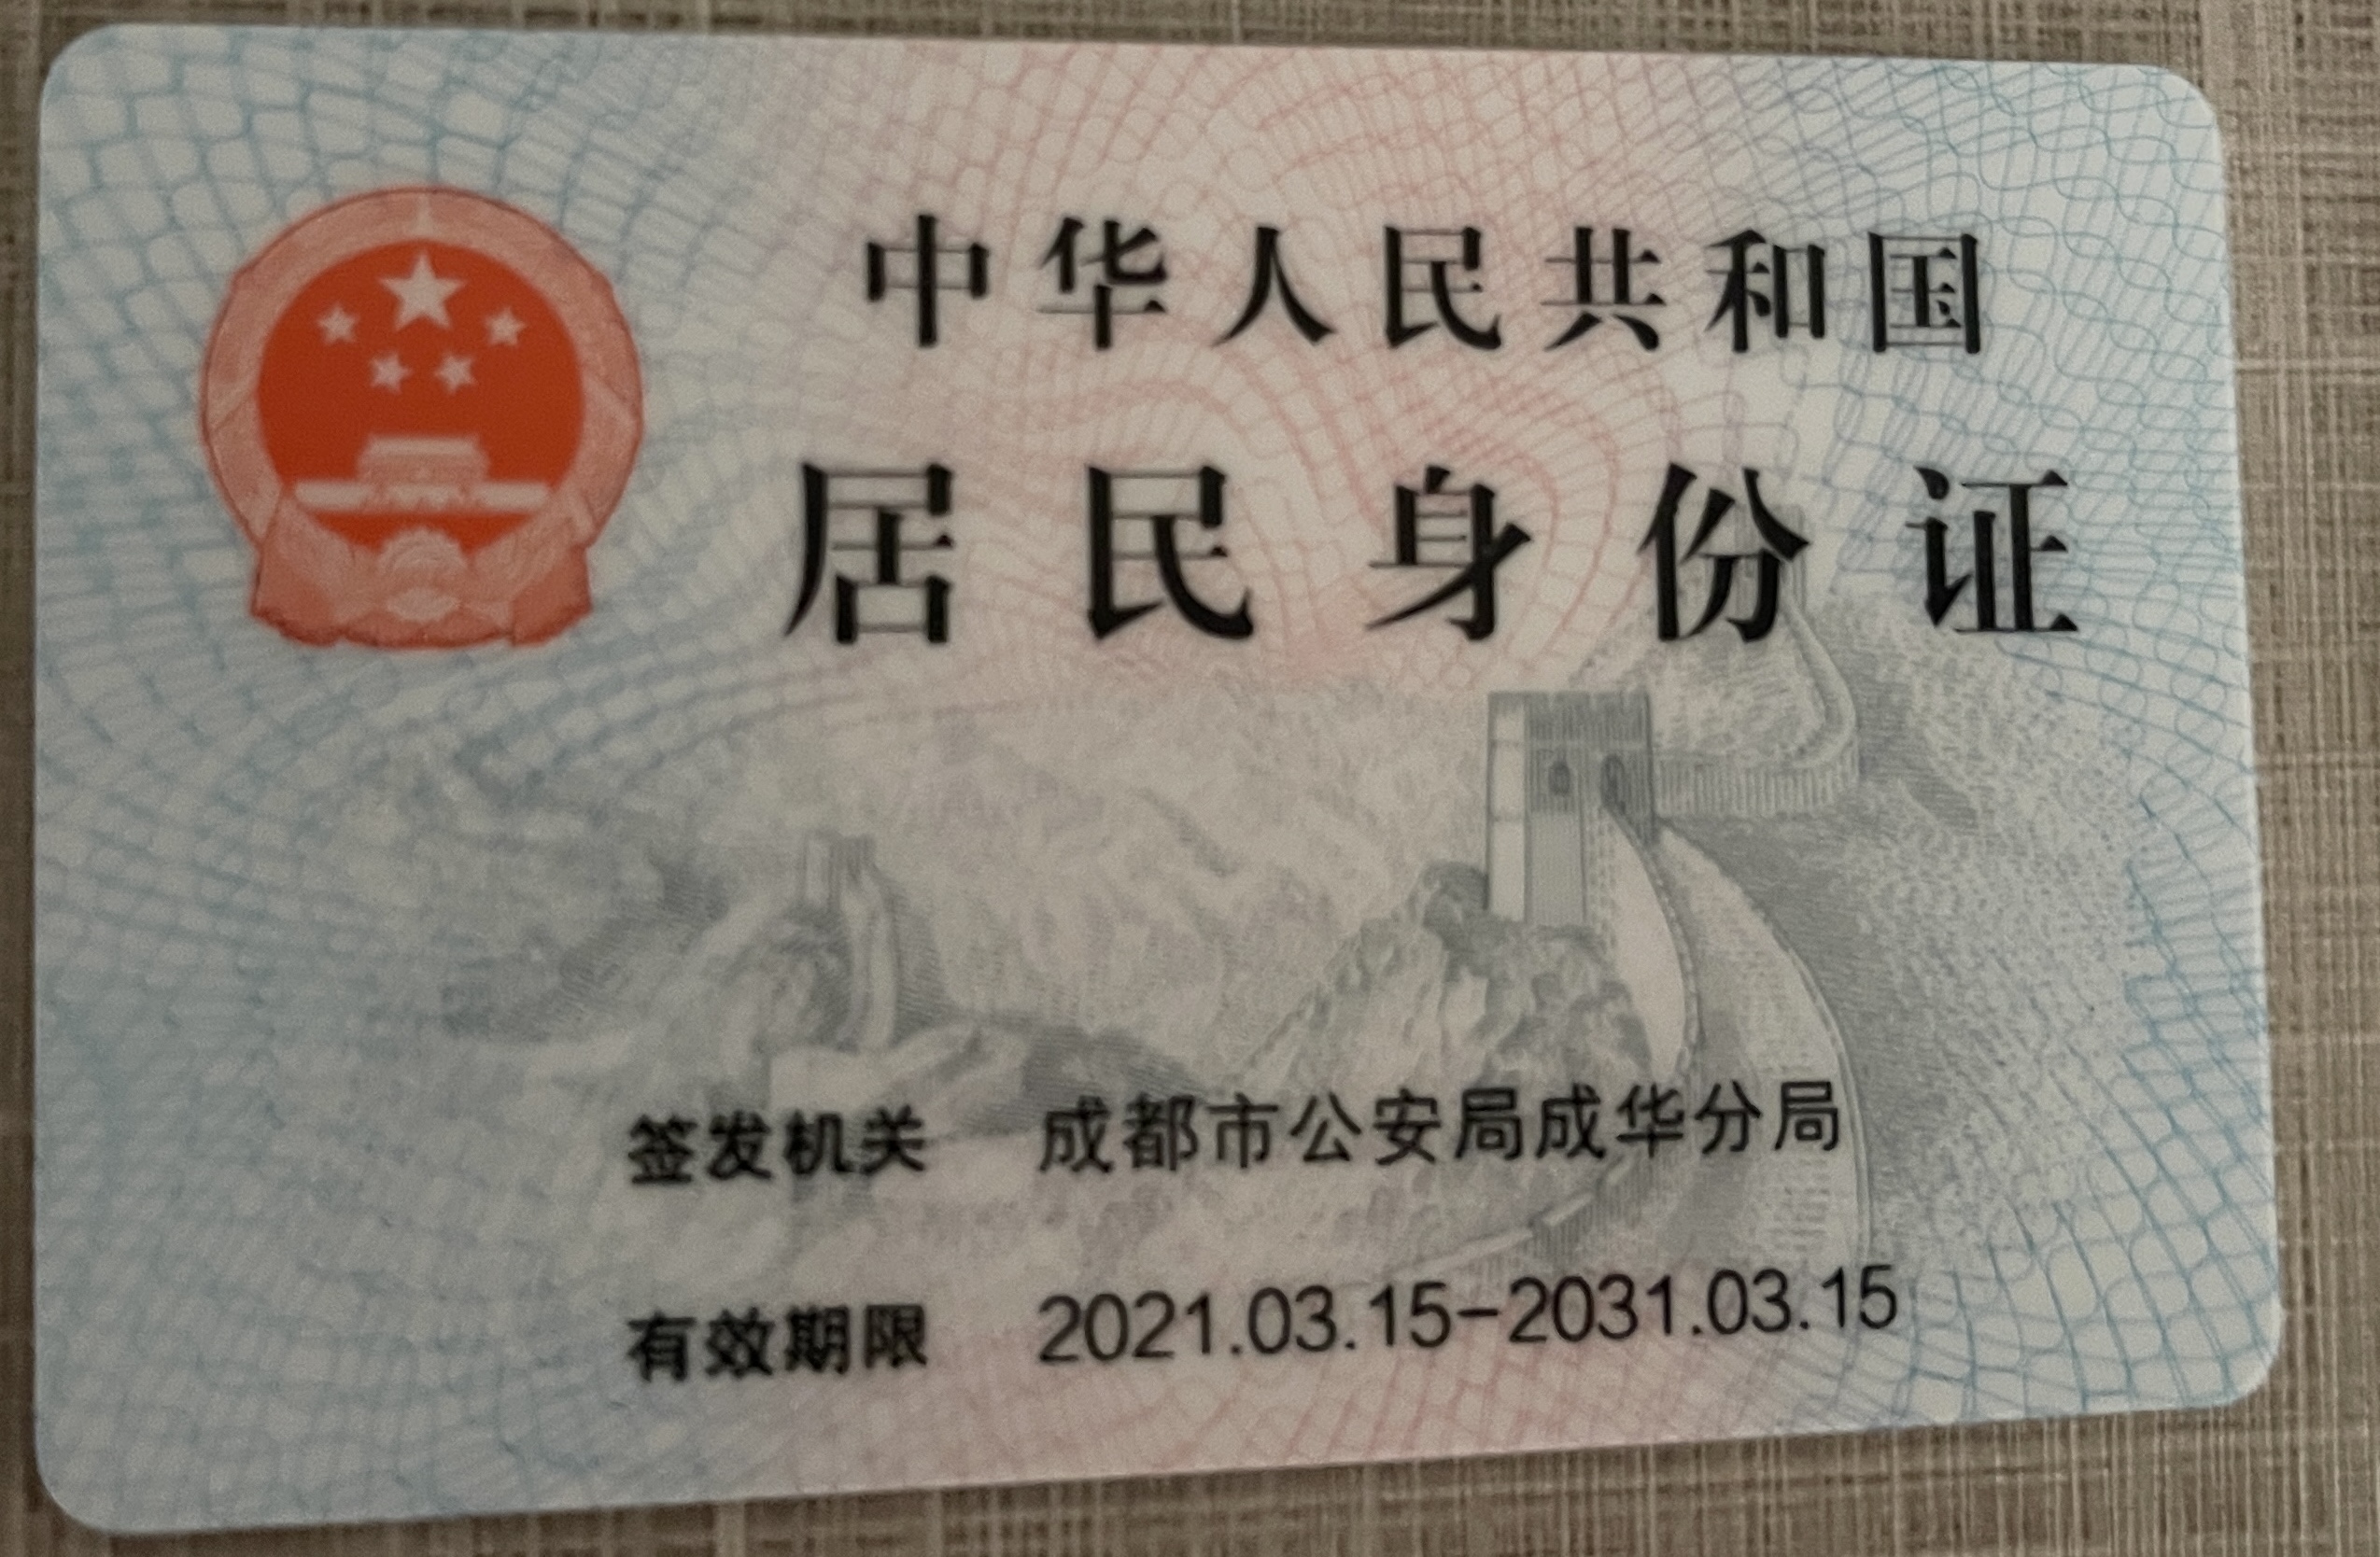 中华人民共和国
居民身份证
签发机关 成都市公安局成华分局
有效期限 2021.03.15-2031.03.15